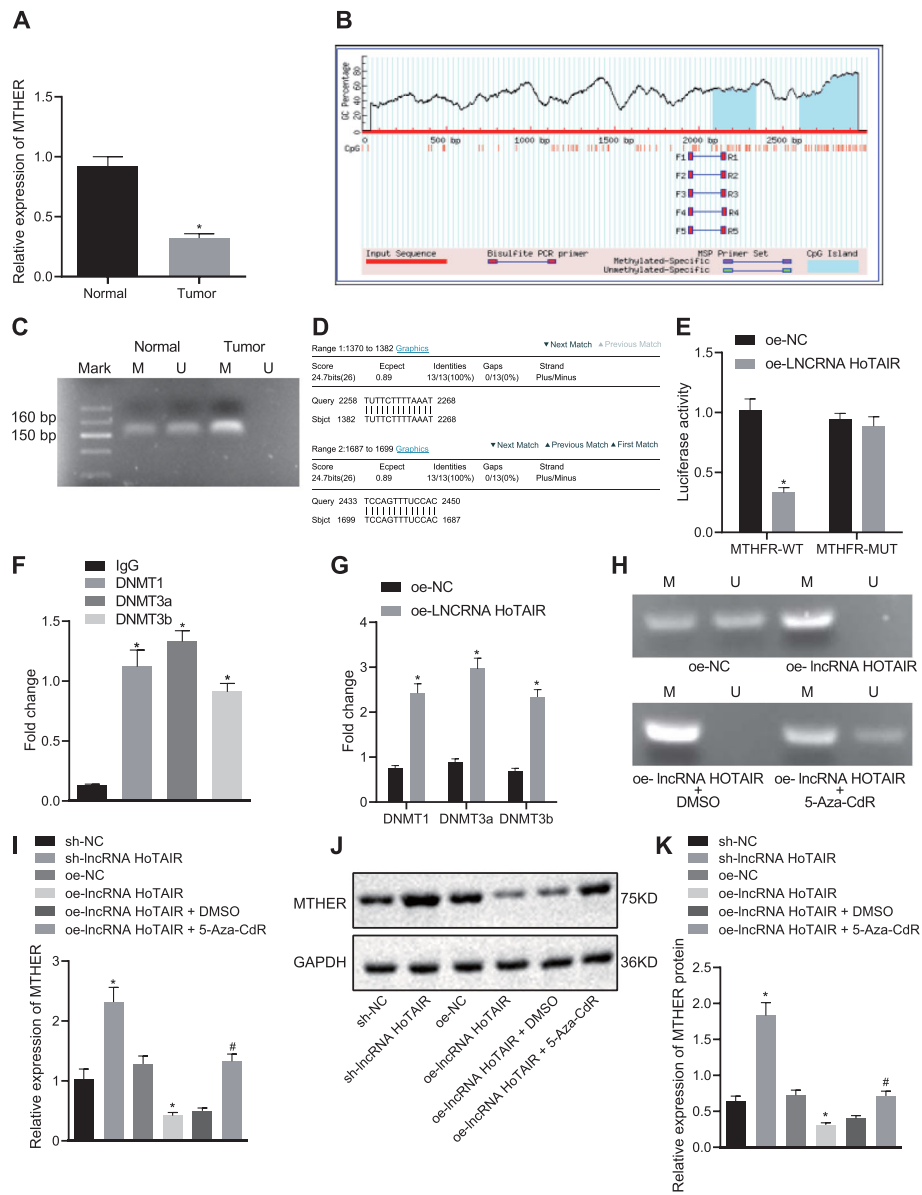 A
Relative expression of MTHER
1.5
1.0
0.5
0.0
*
Normal Tumor
B
GC Percentage
80
60
40
20
0
0 500 bp 1000 bp 1500 bp 2000 bp 2500 bp
CpG
F1 R1
F2 R2
F3 R3
F4 R4
F5 R5
Input Sequence Bisulfite PCR primer MSP Primer Set CpG Island
Methylated-Specific
Unmethylated-Specific
C
Normal Tumor
Mark M U M U
160 bp
150 bp
D
Range 1:1370 to 1382 Graphics ▼Next Match ▲Previous Match
Score Ecpect Identities Gaps Strand
24.7bits(26) 0.89 13/13(100%) 0/13(0%) Plus/Minus
Query 2258 TUTTCTTTTAAAT 2268
Sbjct 1382 TUTTCTTTTAAAT 2268
Range 2:1687 to 1699 Graphics ▼Next Match ▲Previous Match ▲First Match
Score Ecpect Identities Gaps Strand
24.7bits(26) 0.89 13/13(100%) 0/13(0%) Plus/Minus
Query 2433 TCCAGTTTUCCAC 2450
Sbjct 1699 TCCAGTTTUCCAC 1687
E
oe-NC
oe-LNCRNA HoTAIR
Luciferase activity
1.5
1.0
0.5
0.0
*
MTHFR-WT MTHFR-MUT
F
IgG
DNMT1
DNMT3a
DNMT3b
Fold change
1.5
1.0
0.5
0.0
* * *
G
oe-NC
oe-LNCRNA HoTAIR
Fold change
4
3
2
1
0
* * *
DNMT1 DNMT3a DNMT3b
H
M U M U
oe-NC oe- lncRNA HOTAIR
M U M U
oe- lncRNA HOTAIR oe- lncRNA HOTAIR
+ +
DMSO 5-Aza-CdR
I
sh-NC
sh-lncRNA HoTAIR
oe-NC
oe-lncRNA HoTAIR
oe-lncRNA HoTAIR + DMSO
oe-lncRNA HoTAIR + 5-Aza-CdR
Relative expression of MTHER
3
2
1
0
* * #
J
MTHER 75KD
GAPDH 36KD
sh-NC
sh-lncRNA HoTAIR
oe-NC
oe-lncRNA HoTAIR
oe-lncRNA HoTAIR + DMSO
oe-lncRNA HoTAIR + 5-Aza-CdR
K
sh-NC
sh-lncRNA HoTAIR
oe-NC
oe-lncRNA HoTAIR
oe-lncRNA HoTAIR + DMSO
oe-lncRNA HoTAIR + 5-Aza-CdR
Relative expression of MTHER protein
2.0
1.5
1.0
0.5
0.0
* * #